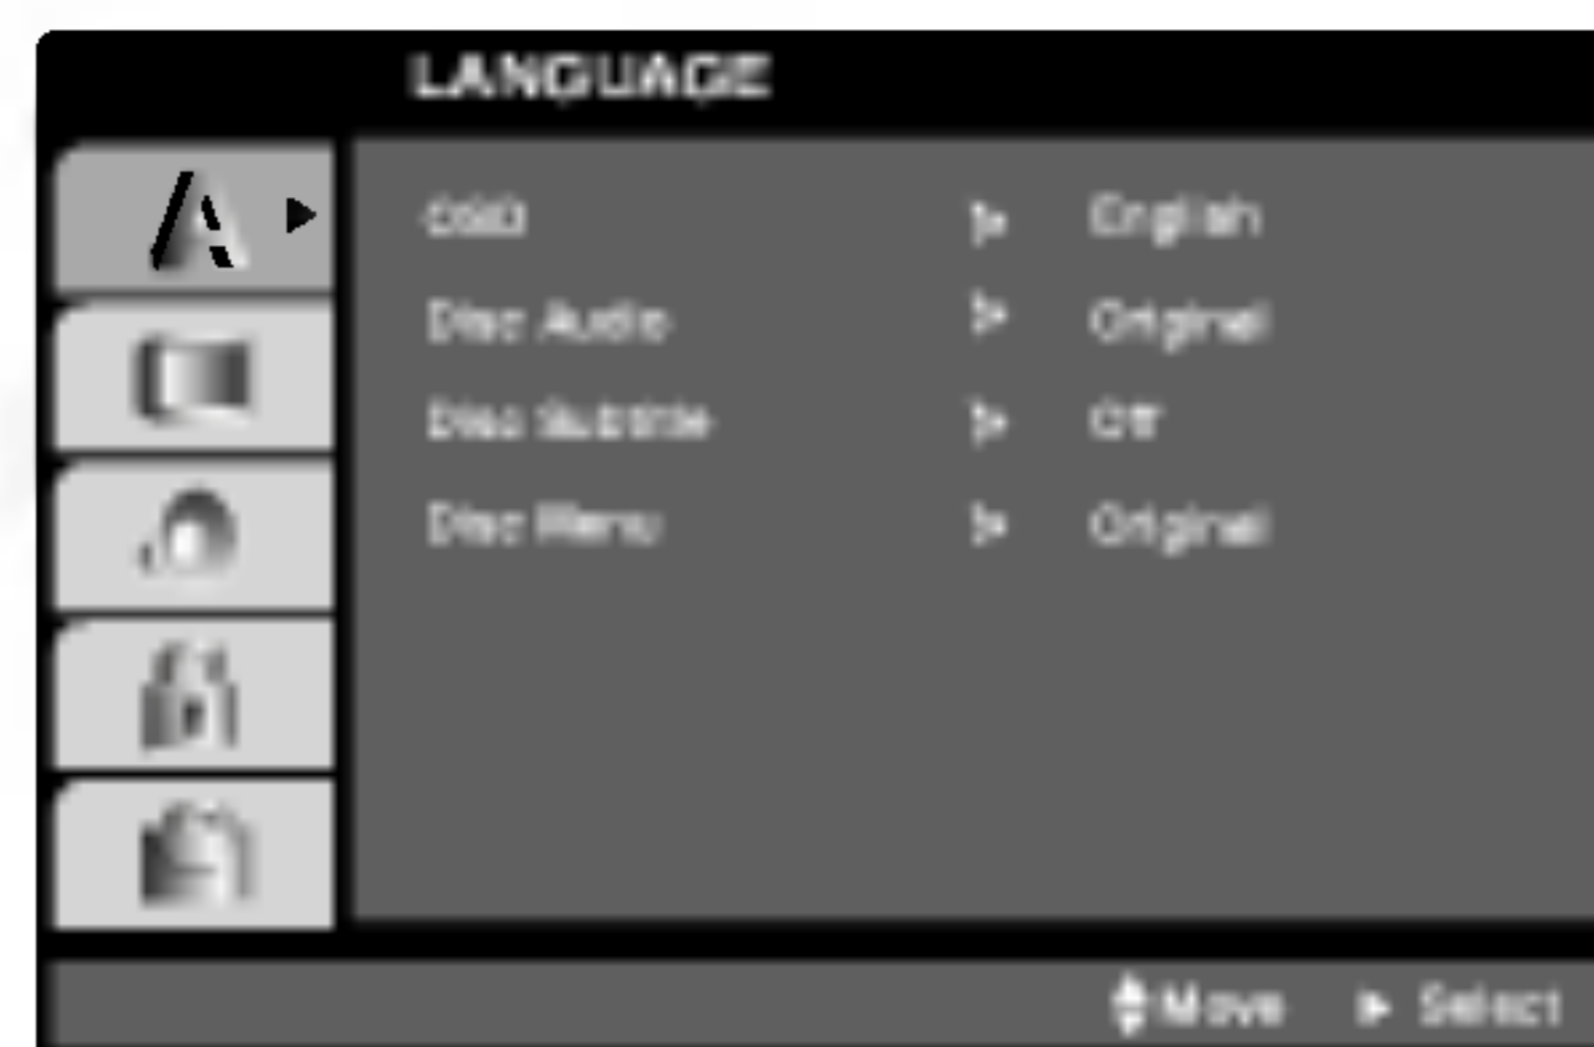 LANGUAGE
OSD English
Disc Audio Original
Disc Subtitle Off
Disc Menu Original
Move Select